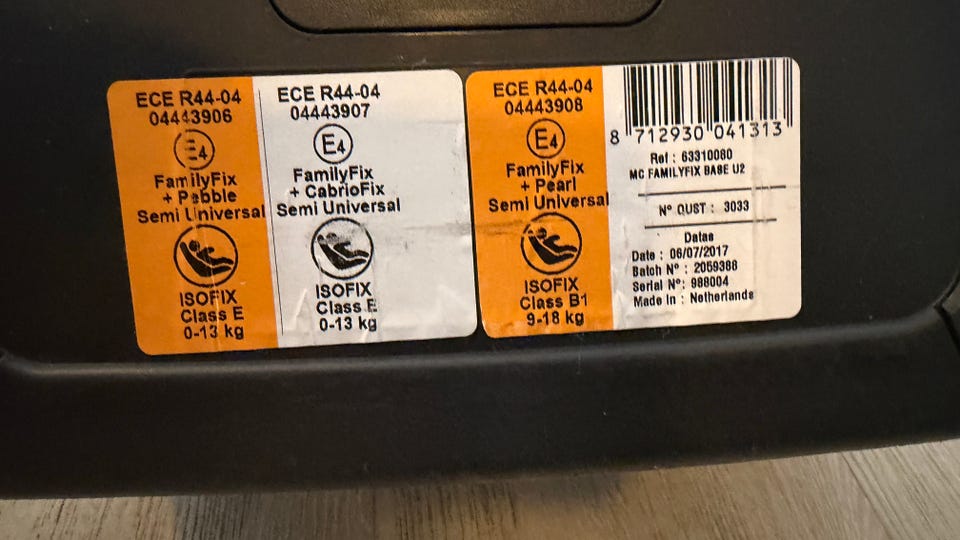 ECE R44-04
04443906
E4
FamilyFix
+ Pebble
Semi Universal
ISOFIX
Class E
0-13 kg
ECE R44-04
04443907
E4
FamilyFix
+ CabrioFix
Semi Universal
ISOFIX
Class E
0-13 kg
ECE R44-04
04443908
E4
FamilyFix
+ Pearl
Semi Universal
ISOFIX
Class B1
9-18 kg
8 712930 041313
Ref : 63310080
MC FAMILYFIX BASE U2
N° OUST : 3033
Datas
Date : 06/07/2017
Batch N° : 2059388
Serial N° : 988004
Made In : Netherlands